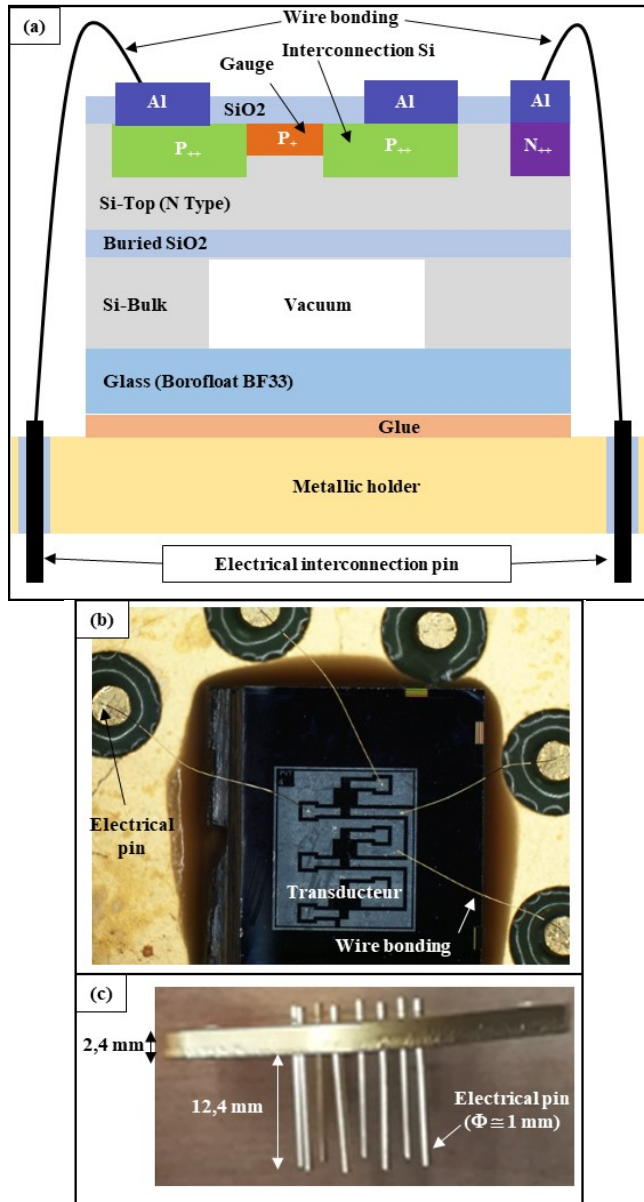 (a)
Wire bonding
Interconnection Si
Gauge
Al
SiO2
Al
Al
P++
P+
P++
N++
Si-Top (N Type)
Buried SiO2
Si-Bulk
Vacuum
Glass (Borofloat BF33)
Glue
Metallic holder
Electrical interconnection pin
(b)
Electrical
pin
Transducteur
Wire bonding
(c)
2,4 mm
12,4 mm
Electrical pin
(Φ≅1 mm)